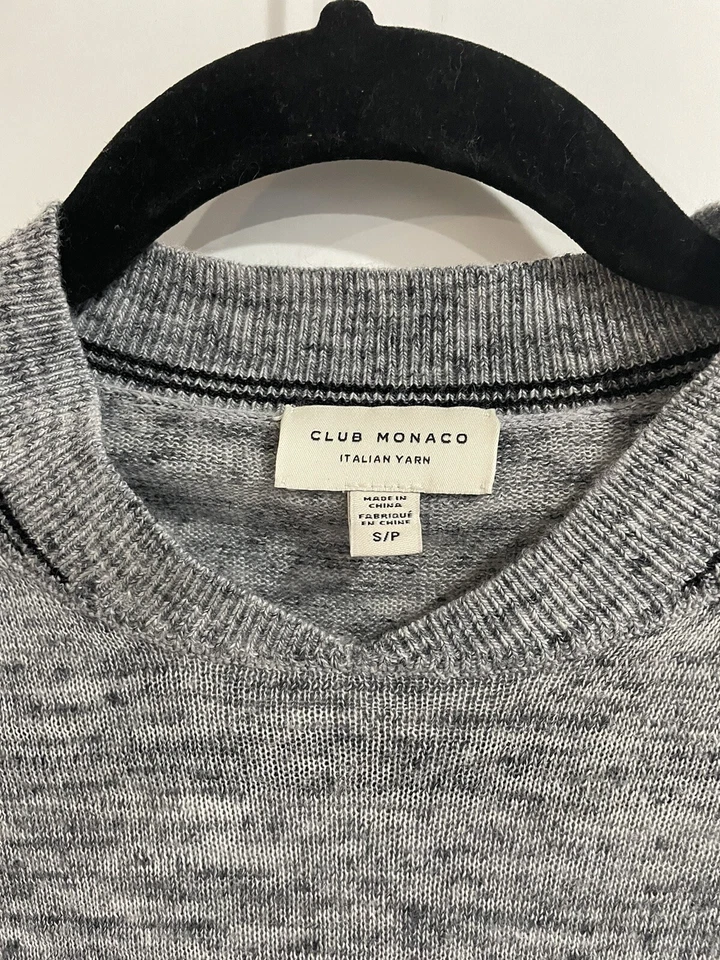 CLUB MONACO
ITALIAN YARN
MADE IN
CHINA
FABRIQUÉ
EN CHINE
S/P